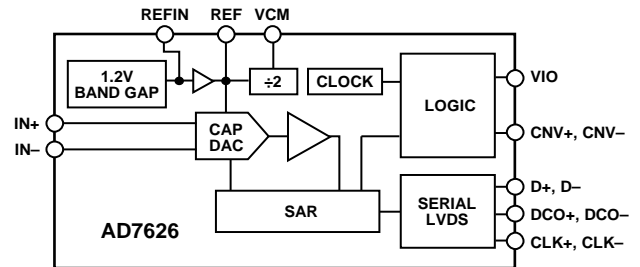 REFIN REF VCM
1.2V
BAND GAP
÷2
CLOCK
LOGIC
VIO
IN+
IN–
CAP
DAC
CNV+, CNV–
SAR
SERIAL
LVDS
D+, D–
DCO+, DCO–
CLK+, CLK–
AD7626